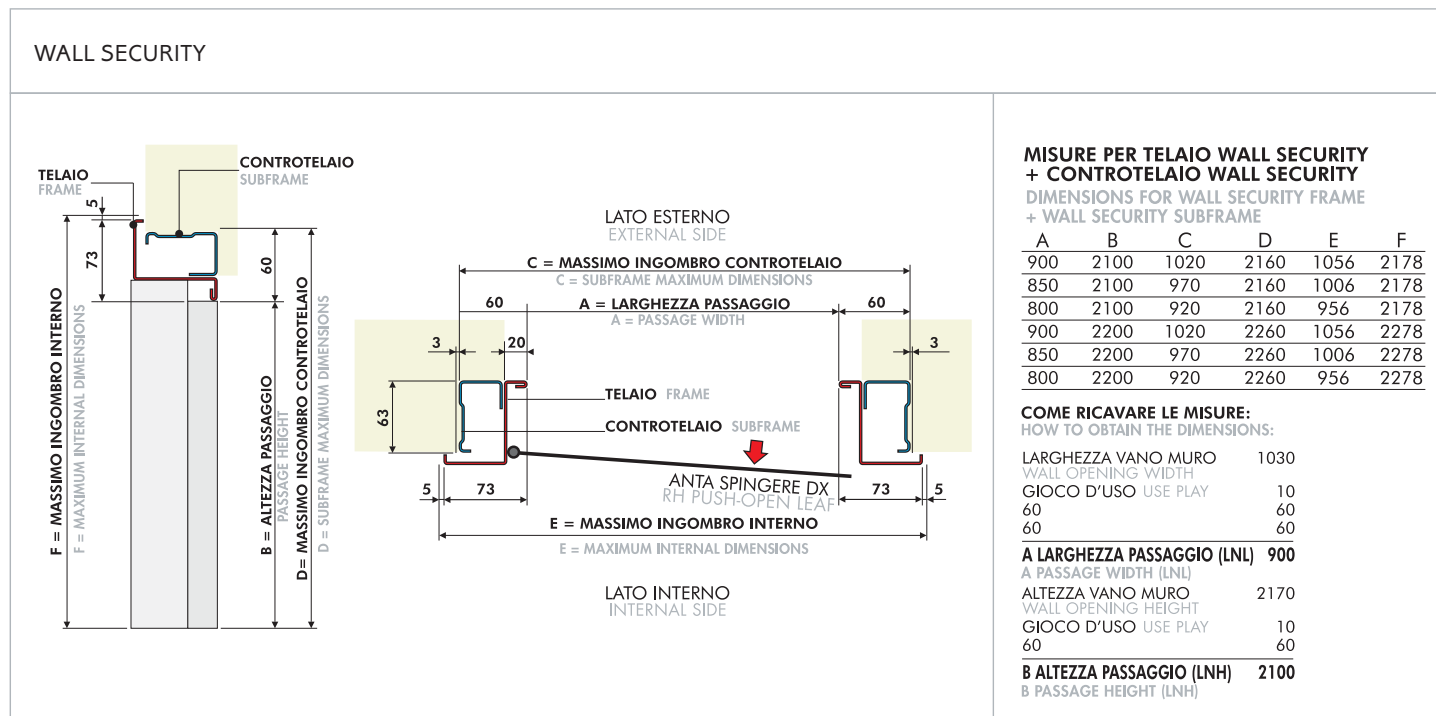 WALL SECURITY
TELAIO
FRAME
CONTROTELAIO
SUBFRAME
5
73
60
F = MASSIMO INGOMBRO INTERNO
F = MAXIMUM INTERNAL DIMENSIONS
B = ALTEZZA PASSAGGIO
PASSAGE HEIGHT
D= MASSIMO INGOMBRO CONTROTELAIO
D = SUBFRAME MAXIMUM DIMENSIONS
LATO ESTERNO
EXTERNAL SIDE
C = MASSIMO INGOMBRO CONTROTELAIO
C = SUBFRAME MAXIMUM DIMENSIONS
60 A = LARGHEZZA PASSAGGIO 60
A = PASSAGE WIDTH
3 20 3
63
TELAIO FRAME
CONTROTELAIO SUBFRAME
ANTA SPINGERE DX
RH PUSH-OPEN LEAF
5 73 73 5
E = MASSIMO INGOMBRO INTERNO
E = MAXIMUM INTERNAL DIMENSIONS
LATO INTERNO
INTERNAL SIDE
MISURE PER TELAIO WALL SECURITY
+ CONTROTELAIO WALL SECURITY
DIMENSIONS FOR WALL SECURITY FRAME
+ WALL SECURITY SUBFRAME
A B C D E F
900 2100 1020 2160 1056 2178
850 2100 970 2160 1006 2178
800 2100 920 2160 956 2178
900 2200 1020 2260 1056 2278
850 2200 970 2260 1006 2278
800 2200 920 2260 956 2278
COME RICAVARE LE MISURE:
HOW TO OBTAIN THE DIMENSIONS:
LARGHEZZA VANO MURO 1030
WALL OPENING WIDTH
GIOCO D'USO USE PLAY 10
60 60
60 60
A LARGHEZZA PASSAGGIO (LNL) 900
A PASSAGE WIDTH (LNL)
ALTEZZA VANO MURO 2170
WALL OPENING HEIGHT
GIOCO D'USO USE PLAY 10
60 60
B ALTEZZA PASSAGGIO (LNH) 2100
B PASSAGE HEIGHT (LNH)